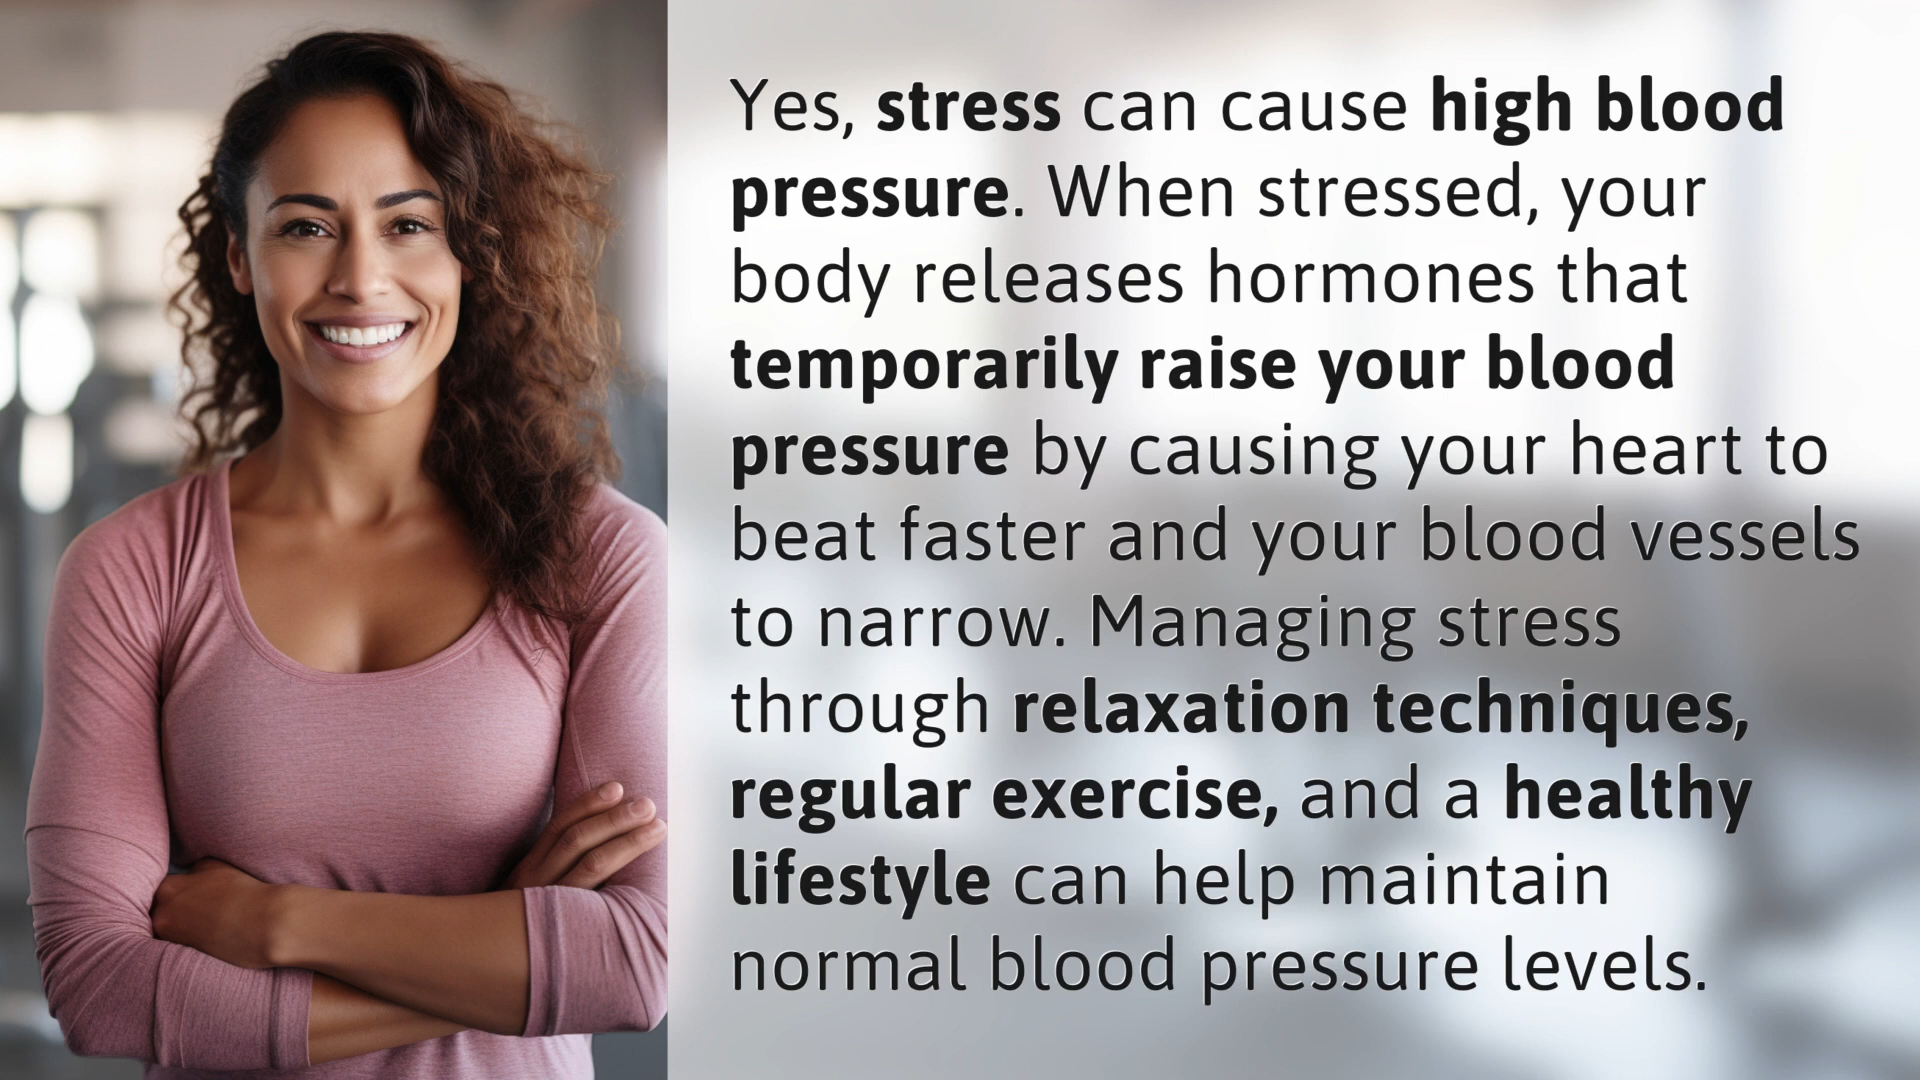 Yes, stress can cause high blood
pressure. When stressed, your
body releases hormones that
temporarily raise your blood
pressure by causing your heart to
beat faster and your blood vessels
to narrow. Managing stress
through relaxation techniques,
regular exercise, and a healthy
lifestyle can help maintain
normal blood pressure levels.